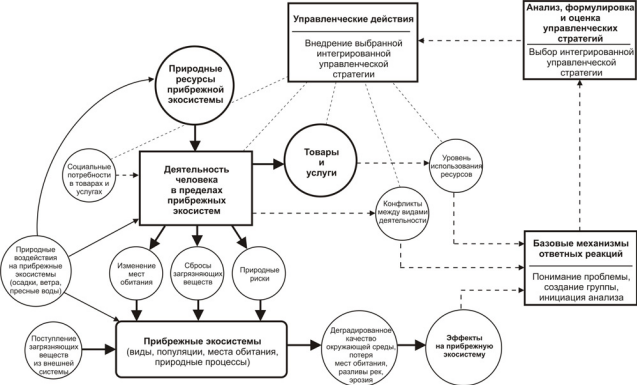 Управленческие действия
Внедрение выбранной
интегрированной
управленческой
стратегии
Анализ, формулировка
и оценка
управленческих
стратегий
Выбор интегрированной
управленческой
стратегии
Природные
ресурсы
прибрежной
экосистемы
Социальные
потребности
в товарах и
услугах
Деятельность
человека
в пределах
прибрежных
экосистем
Товары
и
услуги
Уровень
использования
ресурсов
Конфликты
между видами
деятельности
Природные
воздействия
на прибрежные
экосистемы
(осадки, ветра,
пресные воды)
Изменение
мест
обитания
Сбросы
загрязняющих
веществ
Природные
риски
Базовые механизмы
ответных реакций
Понимание проблемы,
создание группы,
инициация анализа
Поступление
загрязняющих
веществ
из внешней
системы
Прибрежные экосистемы
(виды, популяции, места обитания,
природные процессы)
Деградированное
качество
окружающей среды,
потеря
мест обитания,
разливы рек,
эрозия
Эффекты
на прибрежную
экосистему